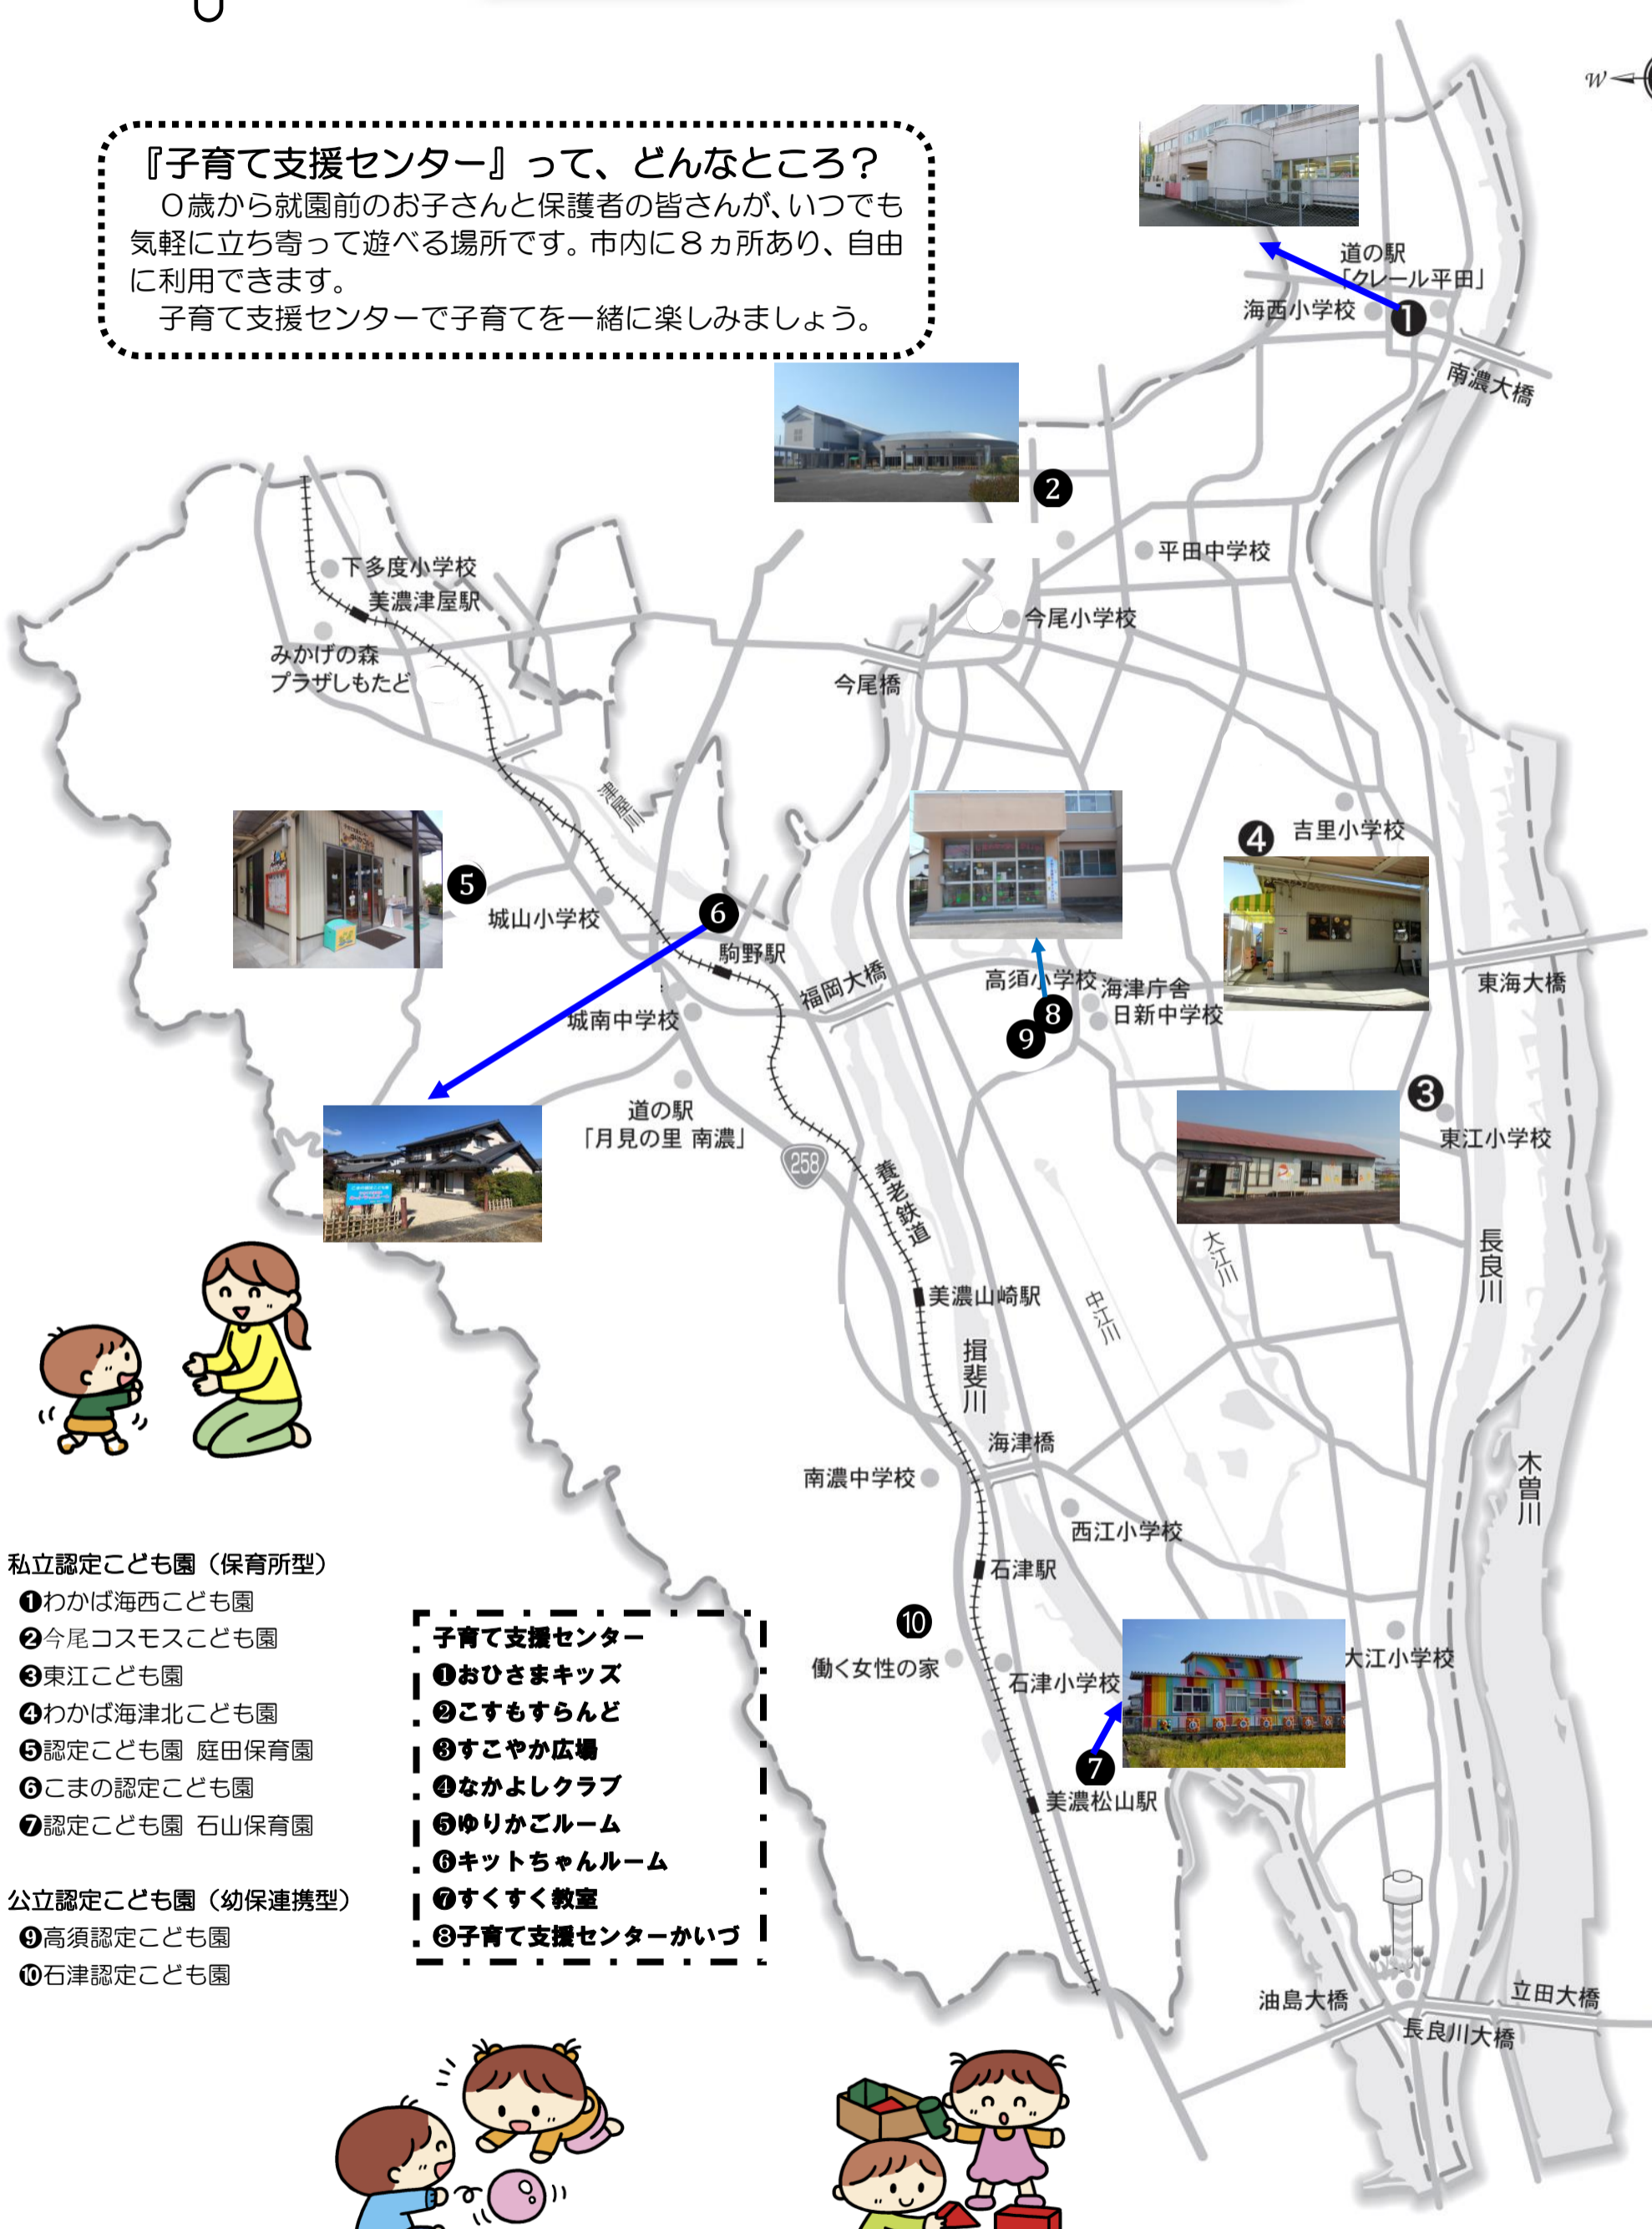 W
『子育て支援センター』って、どんなところ？
０歳から就園前のお子さんと保護者の皆さんが、いつでも
気軽に立ち寄って遊べる場所です。市内に８ヵ所あり、自由
に利用できます。
子育て支援センターで子育てを一緒に楽しみましょう。
道の駅
「クレール平田」
海西小学校
❶
南濃大橋
❷
平田中学校
下多度小学校
美濃津屋駅
今尾小学校
みかげの森
プラザしもたど
今尾橋
津屋川
❹
吉里小学校
❺
城山小学校
❻
駒野駅
福岡大橋
高須小学校
海津庁舎
東海大橋
城南中学校
❽
日新中学校
❾
道の駅
「月見の里 南濃」
❸
東江小学校
258
養老鉄道
大江川
長良川
美濃山崎駅
中江川
揖斐川
海津橋
南濃中学校
木曽川
西江小学校
石津駅
❿
働く女性の家
石津小学校
大江小学校
❼
美濃松山駅
油島大橋
立田大橋
長良川大橋
私立認定こども園（保育所型）
❶わかば海西こども園
❷今尾コスモスこども園
❸東江こども園
❹わかば海津北こども園
❺認定こども園 庭田保育園
❻こまの認定こども園
❼認定こども園 石山保育園
公立認定こども園（幼保連携型）
❾高須認定こども園
❿石津認定こども園
子育て支援センター
❶おひさまキッズ
❷こすもすらんど
❸すこやか広場
❹なかよしクラブ
❺ゆりかごルーム
❻キットちゃんルーム
❼すくすく教室
❽子育て支援センターかいづ